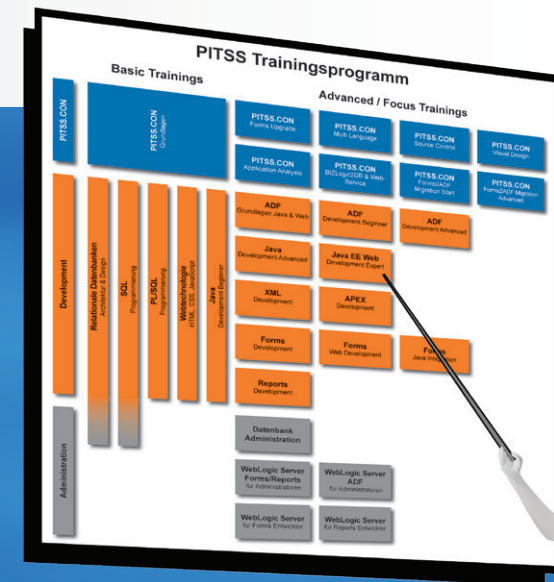 PITSS Trainingsprogramm
Basic Trainings
Advanced / Focus Trainings
PITSS.CON
PITSS.CON
Grundlagen
PITSS.CON
Forms Upgrade
PITSS.CON
Multi Language
PITSS.CON
Source Control
PITSS.CON
Visual Design
PITSS.CON
Application Analysis
PITSS.CON
BIZLogic2DB & Web-
Service
PITSS.CON
Forms2ADF
Migration Start
PITSS.CON
Forms2ADF Migration
Advanced
Development
Relationale Datenbanken
Architektur & Design
SQL
Programmierung
PL/SQL
Programmierung
Webtechnologie
HTML, CSS, JavaScript
Java
Development Beginner
ADF
Grundlagen Java & Web
ADF
Development Beginner
ADF
Development Advanced
Java
Development Advanced
Java EE Web
Development Expert
XML
Development
APEX
Development
Forms
Development
Forms
Web Development
Forms
Java Integration
Reports
Development
Administration
Datenbank
Administration
WebLogic Server
Forms/Reports
für Administratoren
WebLogic Server
ADF
für Administratoren
WebLogic Server
für Forms Entwickler
WebLogic Server
für Reports Entwickler